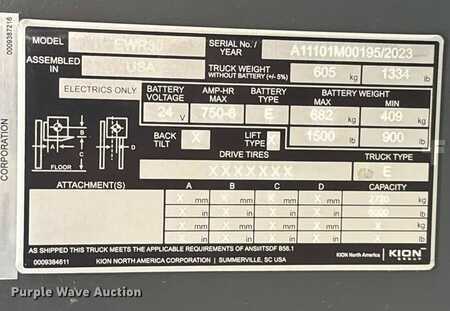 0009387216
CORPORATION
MODEL EWR30 SERIAL NO./ YEAR A11101M00195/2023
ASSEMBLED IN USA TRUCK WEIGHT WITHOUT BATTERY (+/- 5%) 605 kg 1334 lb
ELECTRICS ONLY BATTERY VOLTAGE AMP-HR MAX BATTERY TYPE BATTERY WEIGHT MAX MIN
24 750-6 E 682 kg 409 kg
BACK TILT X LIFT TYPE X 1500 lb 900 lb
A B C D FLOOR
DRIVE TIRES TRUCK TYPE
XXXXXXX E
ATTACHMENT(S) A B C D CAPACITY
X mm X mm X mm X mm 2720 kg
X in X in X in X in 6000 lb
X mm X mm X mm X mm X kg
X in X in X in X in X lb
AS SHIPPED THIS TRUCK MEETS THE APPLICABLE REQUIREMENTS OF ANSI/ITSDF B56.1
0009384611 KION NORTH AMERICA CORPORATION | SUMMERVILLE, SC USA
KION North America KION GROUP
Purple Wave Auction